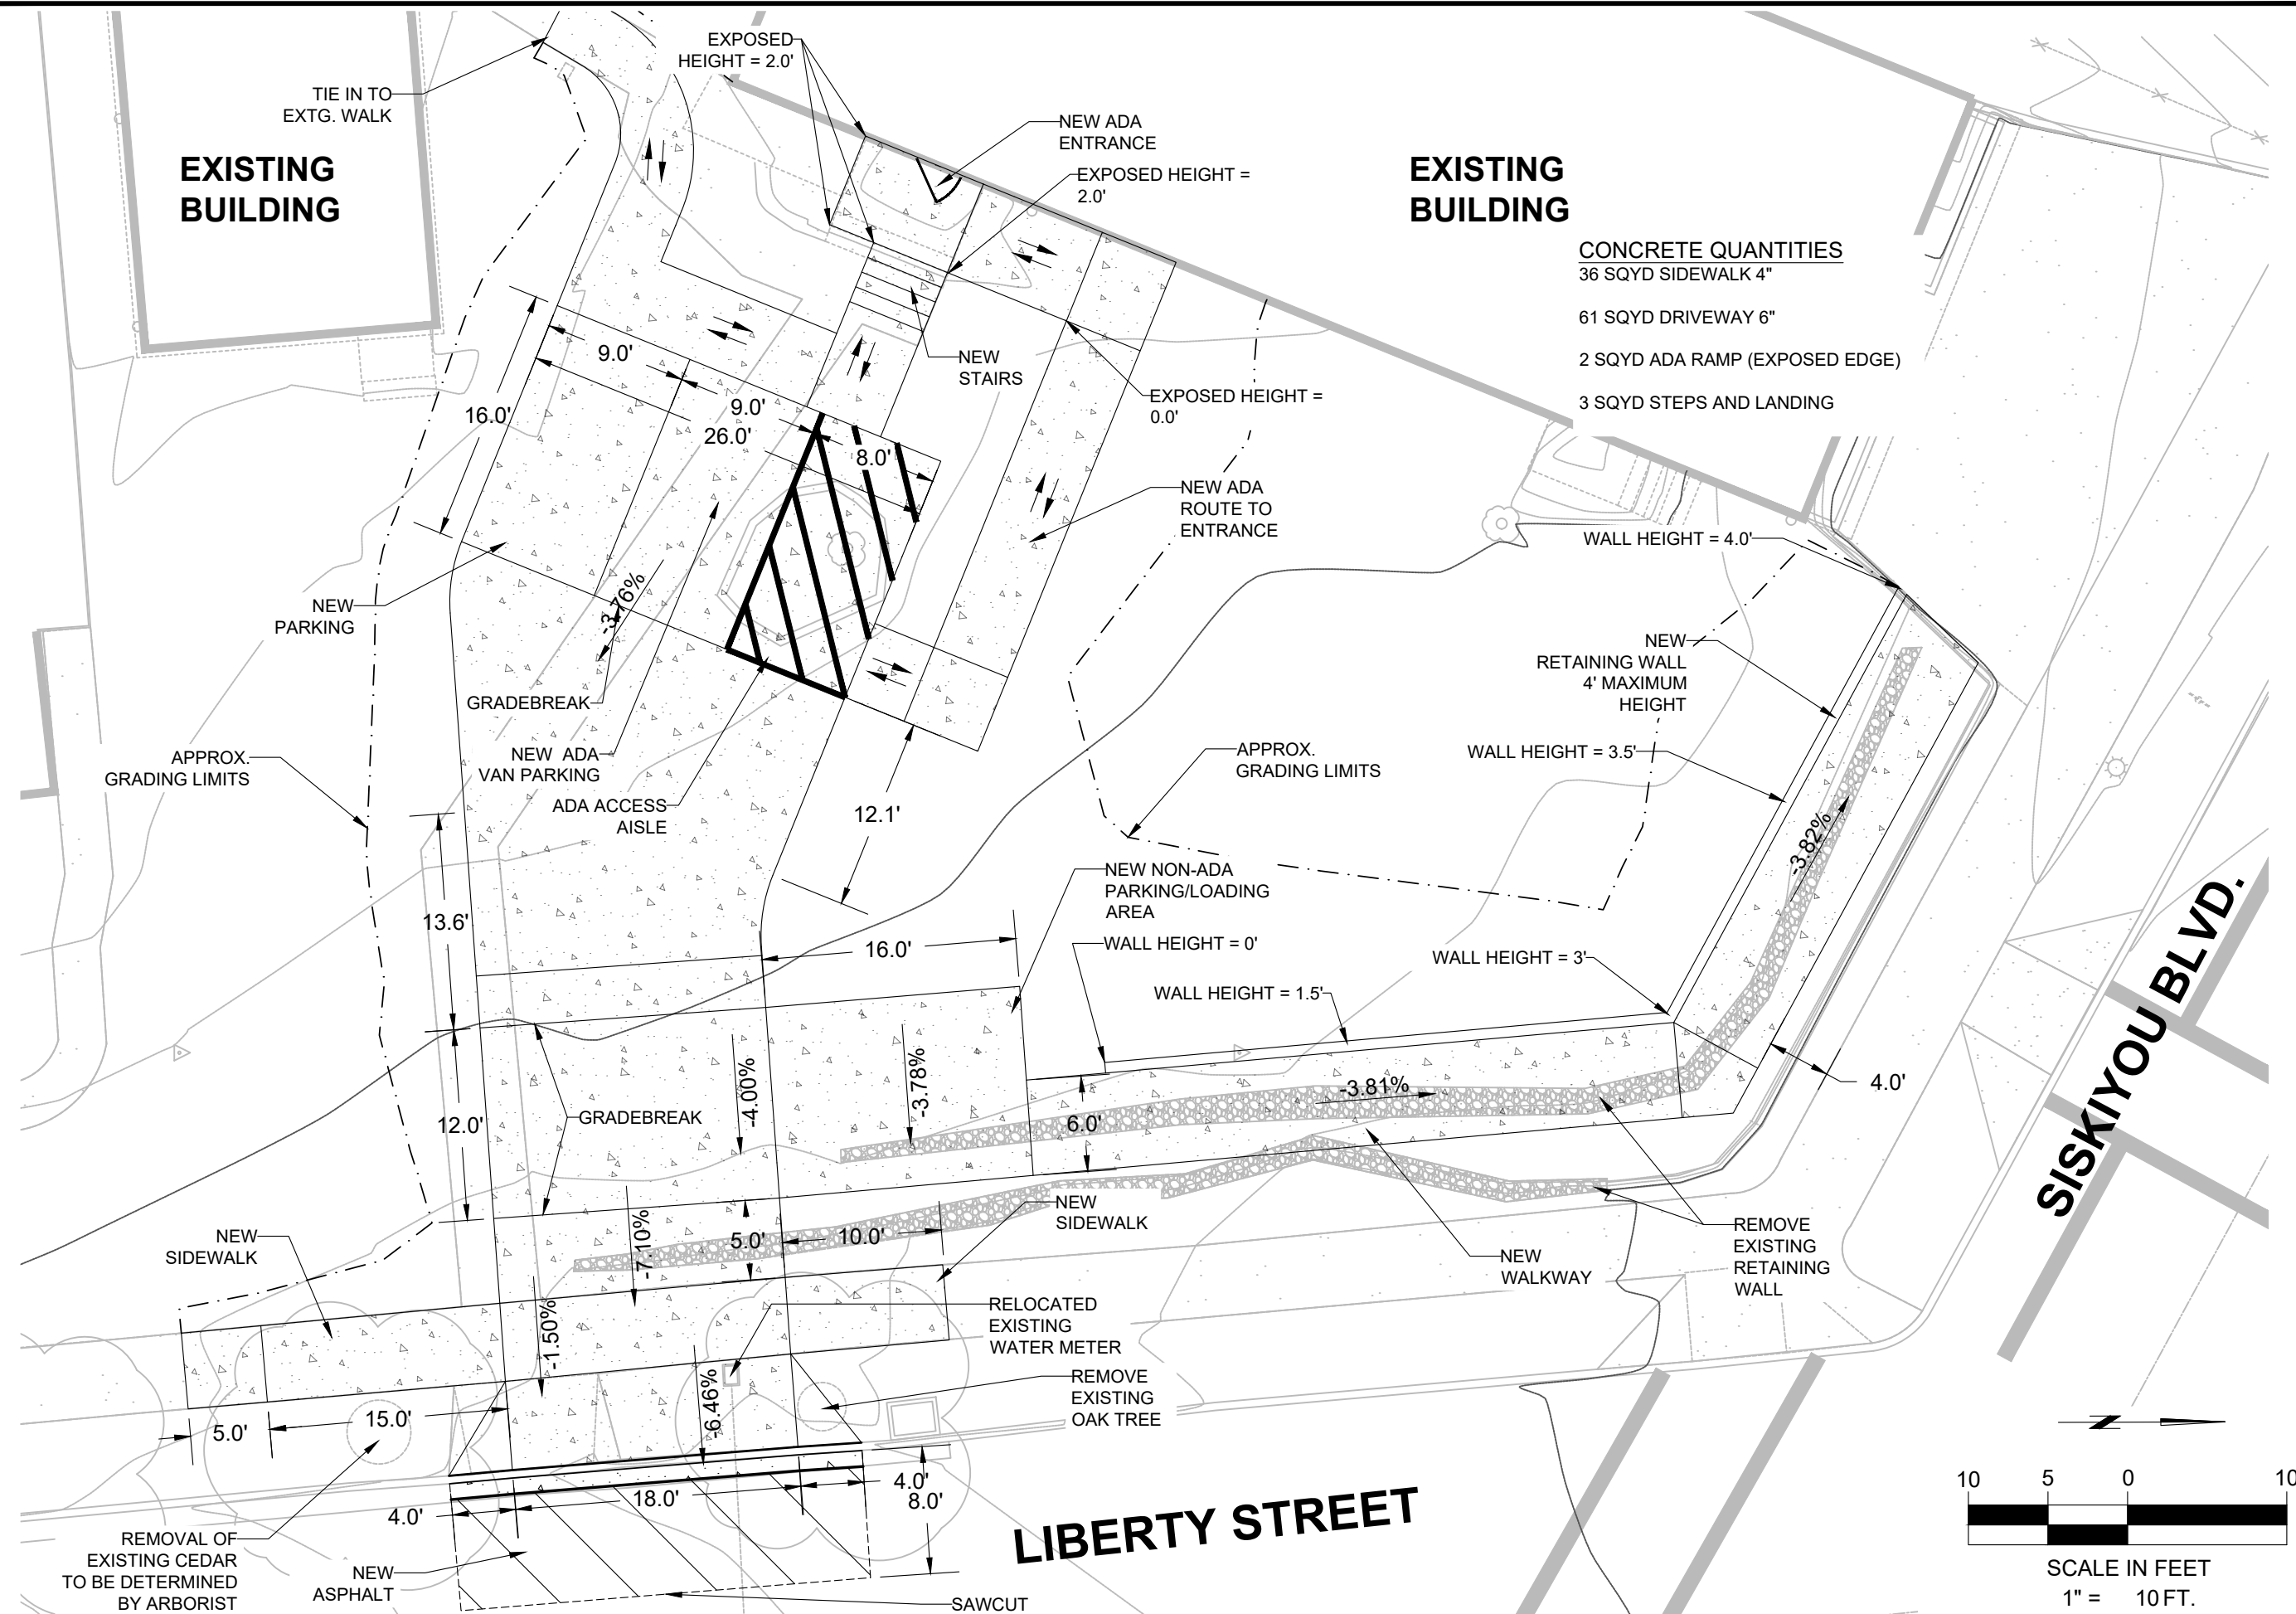 EXPOSED
HEIGHT = 2.0'
TIE IN TO
EXTG. WALK
NEW ADA
ENTRANCE
EXISTING
BUILDING
EXPOSED HEIGHT =
2.0'
EXISTING
BUILDING
CONCRETE QUANTITIES
36 SQYD SIDEWALK 4"
61 SQYD DRIVEWAY 6"
2 SQYD ADA RAMP (EXPOSED EDGE)
3 SQYD STEPS AND LANDING
9.0'
NEW
STAIRS
16.0'
9.0'
26.0'
8.0'
EXPOSED HEIGHT =
0.0'
NEW ADA
ROUTE TO
ENTRANCE
WALL HEIGHT = 4.0'
NEW
PARKING
-3.76%
NEW
RETAINING WALL
4' MAXIMUM
HEIGHT
GRADEBREAK
NEW ADA
VAN PARKING
APPROX.
GRADING LIMITS
APPROX.
GRADING LIMITS
WALL HEIGHT = 3.5'
ADA ACCESS
AISLE
12.1'
-3.82%
NEW NON-ADA
PARKING/LOADING
AREA
13.6'
16.0'
WALL HEIGHT = 0'
WALL HEIGHT = 3'
WALL HEIGHT = 1.5'
SISKIYOU BLVD.
-4.00%
-3.78%
-3.81%
4.0'
12.0'
GRADEBREAK
6.0'
NEW
SIDEWALK
NEW
SIDEWALK
-7.10%
5.0'
10.0'
NEW
WALKWAY
REMOVE
EXISTING
RETAINING
WALL
-1.50%
RELOCATED
EXISTING
WATER METER
-6.46%
REMOVE
EXISTING
OAK TREE
5.0'
15.0'
Z
4.0'
18.0'
4.0'
8.0'
LIBERTY STREET
10 5 0 10
SCALE IN FEET
1" = 10 FT.
REMOVAL OF
EXISTING CEDAR
TO BE DETERMINED
BY ARBORIST
NEW
ASPHALT
SAWCUT